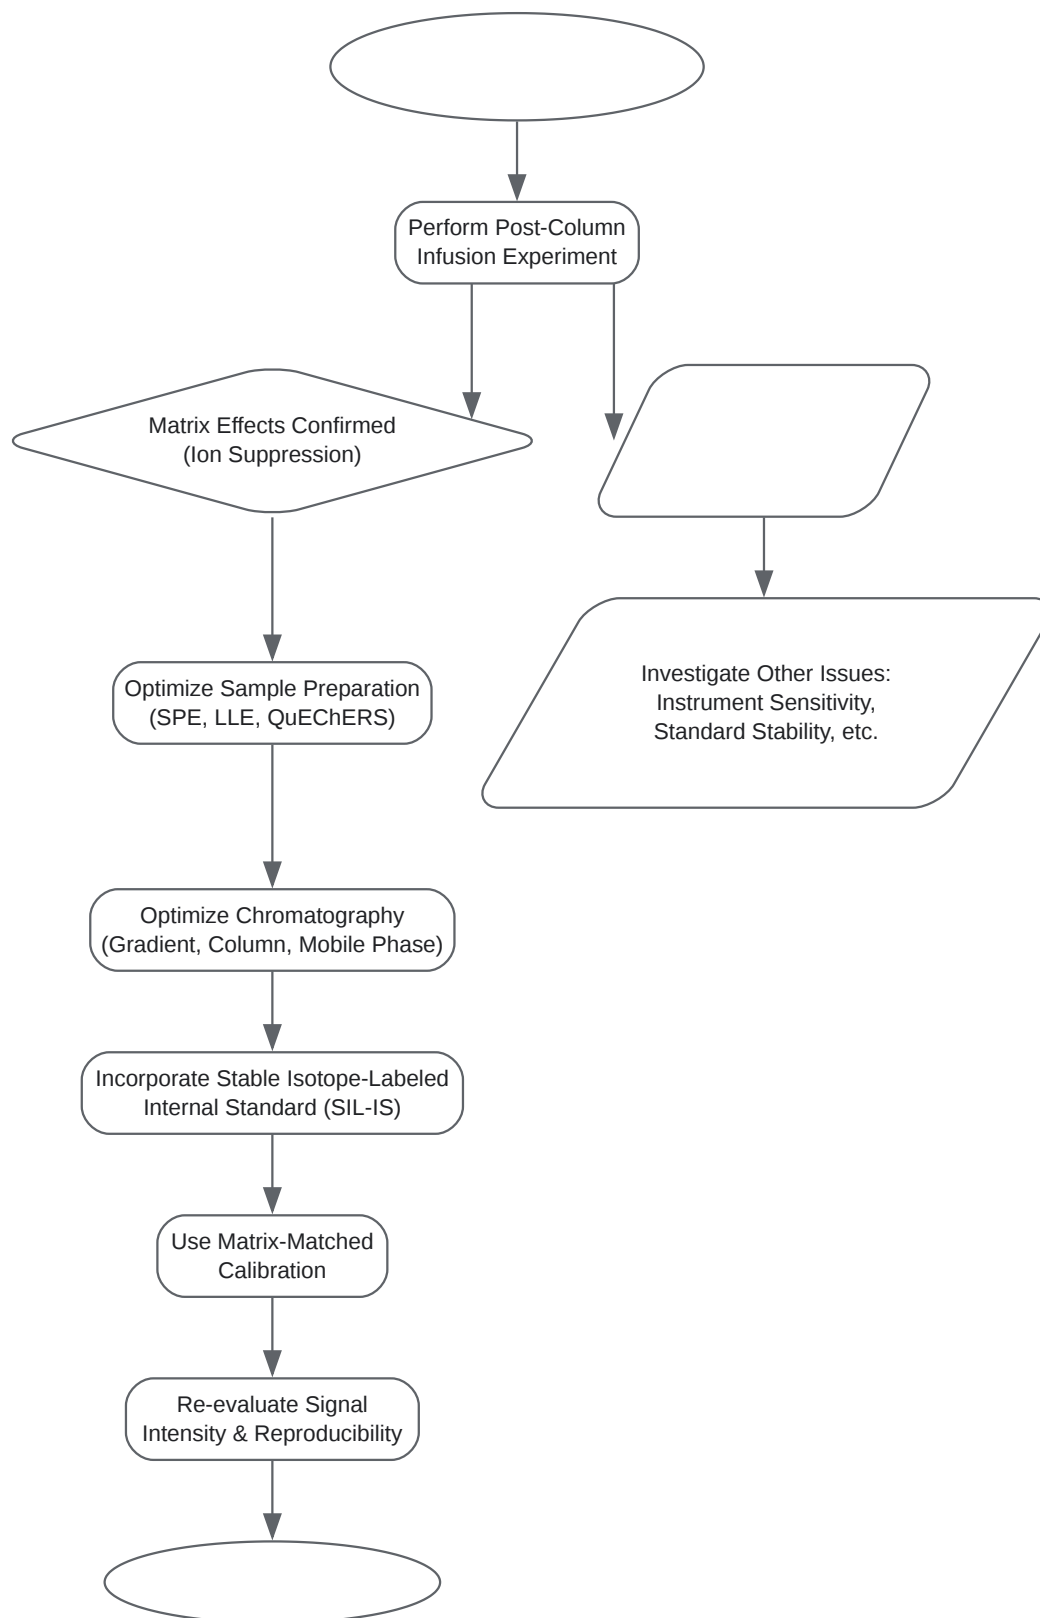 Perform Post-Column
Infusion Experiment
Matrix Effects Confirmed
(Ion Suppression)
Investigate Other Issues:
Instrument Sensitivity,
Standard Stability, etc.
Optimize Sample Preparation
(SPE, LLE, QuEChERS)
Optimize Chromatography
(Gradient, Column, Mobile Phase)
Incorporate Stable Isotope-Labeled
Internal Standard (SIL-IS)
Use Matrix-Matched
Calibration
Re-evaluate Signal
Intensity & Reproducibility